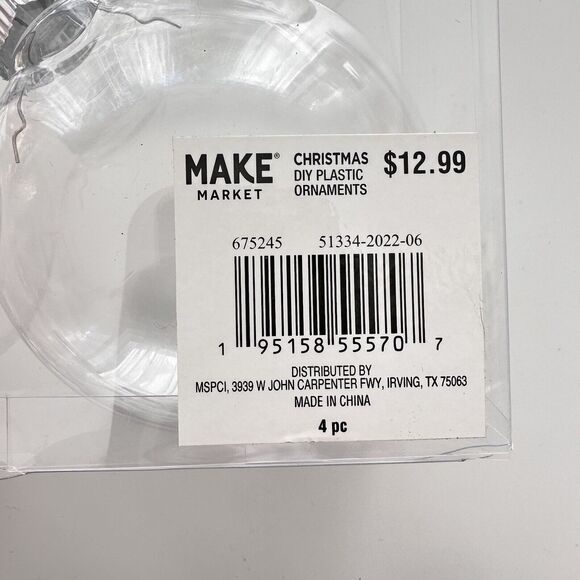 MAKE® CHRISTMAS $12.99
MARKET DIY PLASTIC
ORNAMENTS
675245 51334-2022-06
1 95158 55570 7
DISTRIBUTED BY
MSPCI, 3939 W JOHN CARPENTER FWY, IRVING, TX 75063
MADE IN CHINA
4 pc